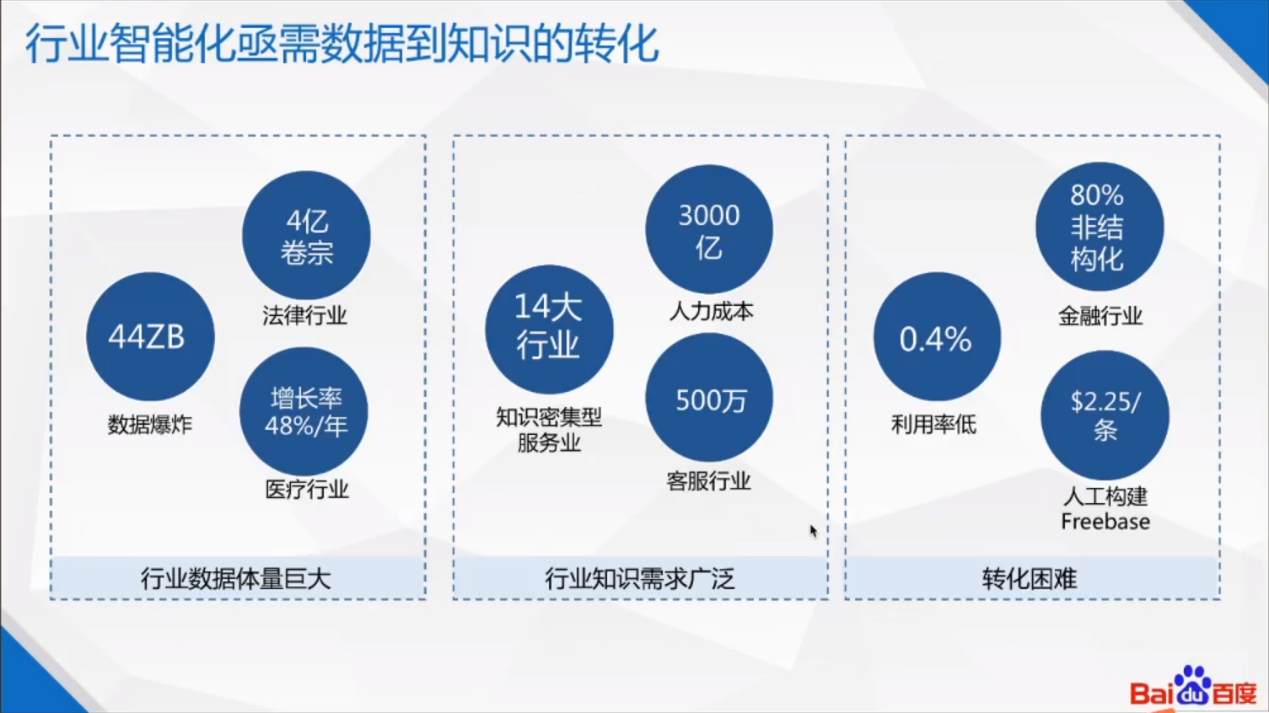 行业智能化亟需数据到知识的转化
44ZB
数据爆炸
4亿
卷宗
法律行业
增长率
48%/年
医疗行业
行业数据体量巨大
14大
行业
知识密集型
服务业
3000
亿
人力成本
500万
客服行业
行业知识需求广泛
0.4%
利用率低
80%
非结
构化
金融行业
$2.25/
条
人工构建
Freebase
转化困难
Baidu百度